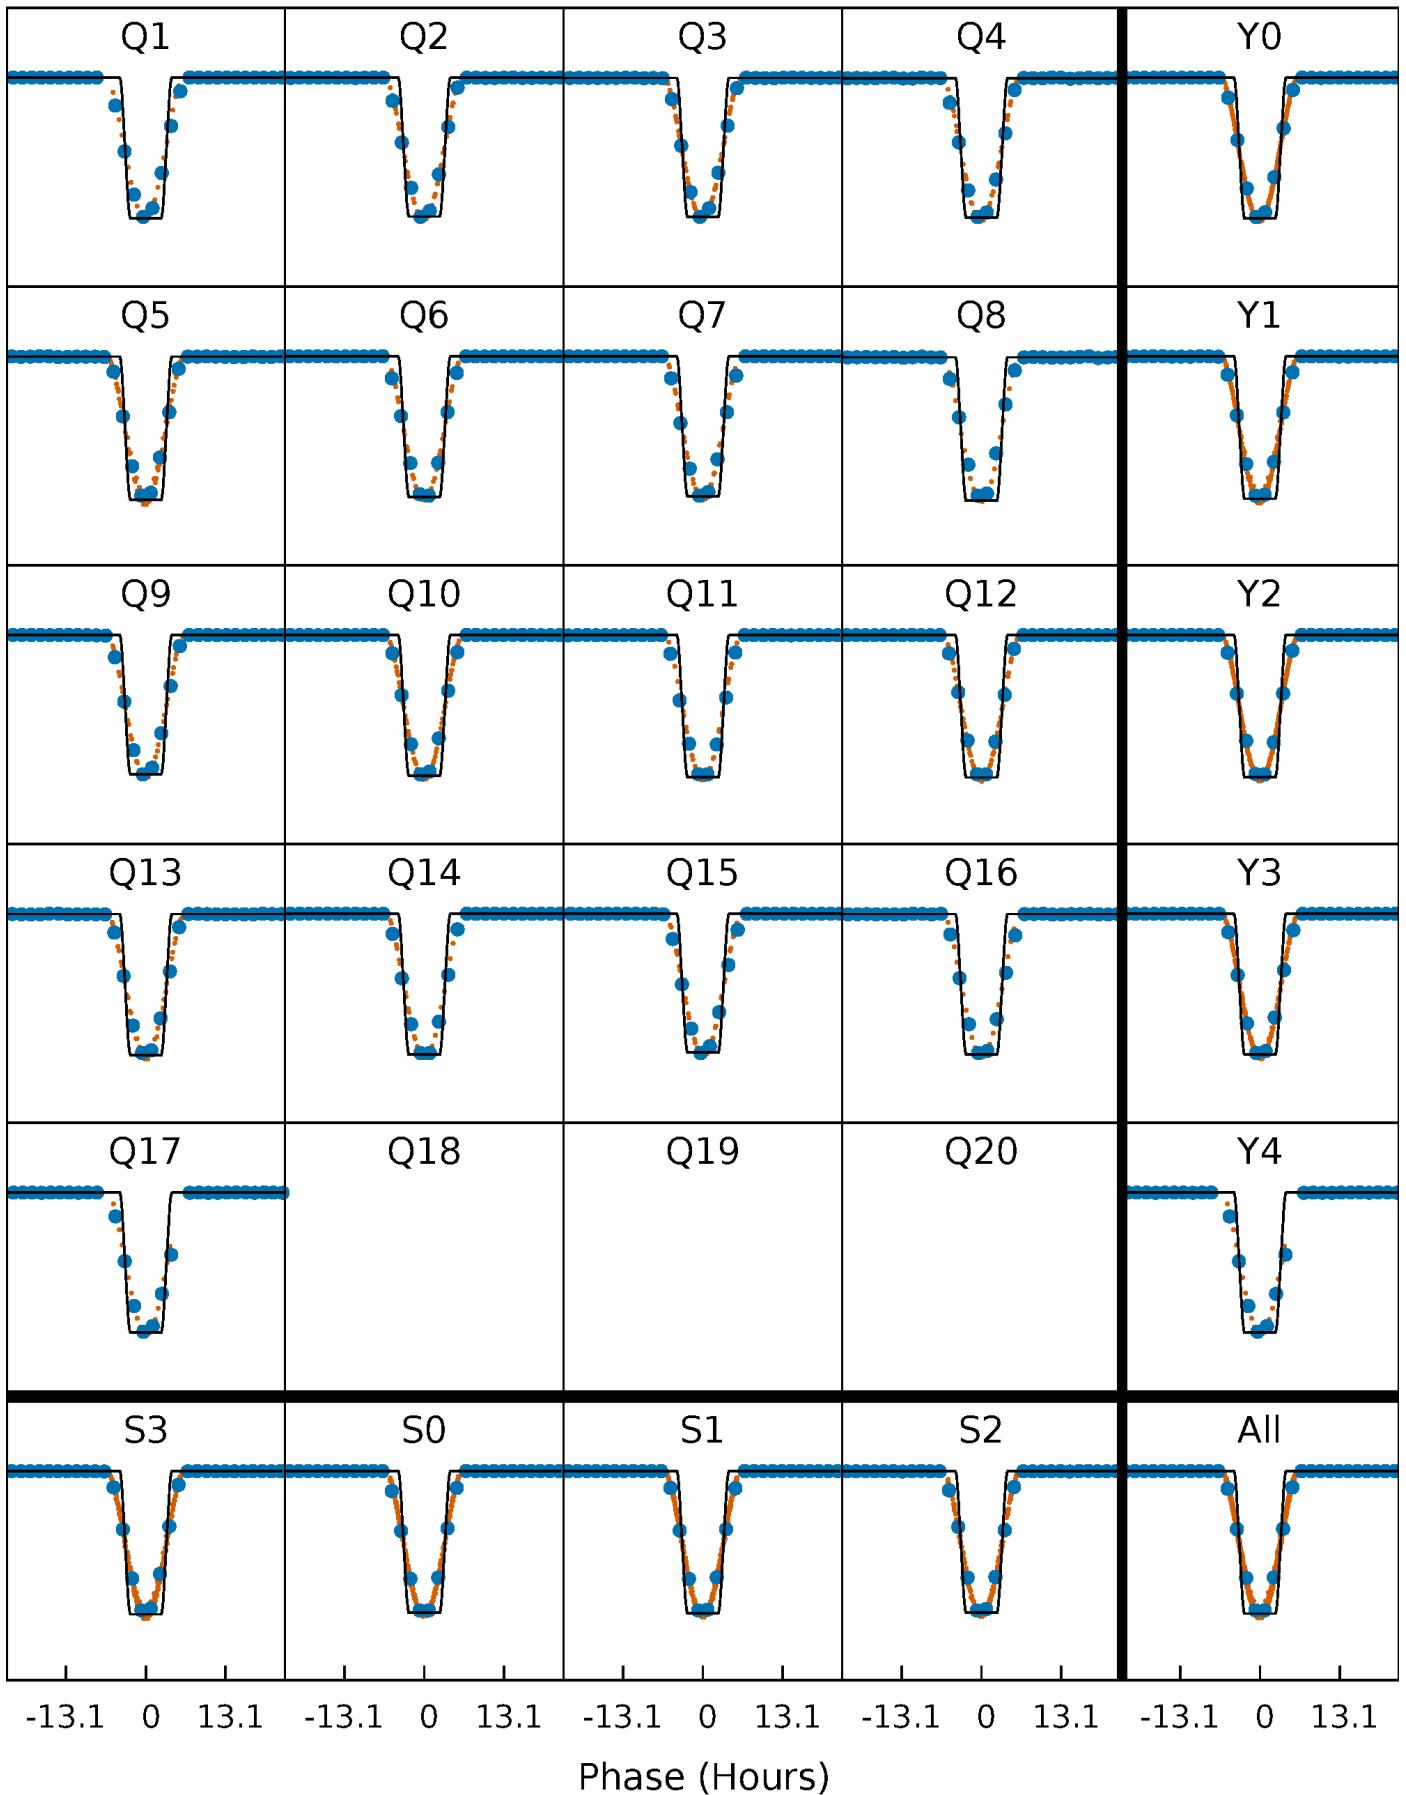 Q1 Q2 Q3 Q4 Y0
Q5 Q6 Q7 Q8 Y1
Q9 Q10 Q11 Q12 Y2
Q13 Q14 Q15 Q16 Y3
Q17 Q18 Q19 Q20 Y4
S3 S0 S1 S2 All
-13.1 0 13.1 -13.1 0 13.1 -13.1 0 13.1 -13.1 0 13.1 -13.1 0 13.1
Phase (Hours)